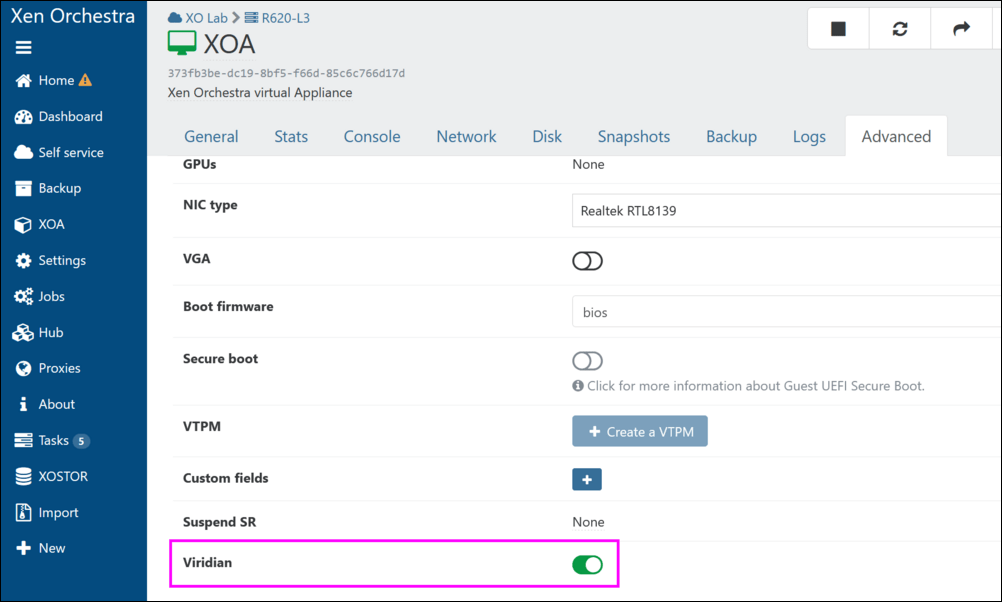 Xen Orchestra
Home
Dashboard
Self service
Backup
XOA
Settings
Jobs
Hub
Proxies
About
Tasks 5
XOSTOR
Import
New
XO Lab R620-L3
XOA
373fb3be-dc19-8bf5-f66d-85c6c766d17d
Xen Orchestra virtual Appliance
General Stats Console Network Disk Snapshots Backup Logs Advanced
GPUs None
NIC type Realtek RTL8139
VGA
Boot firmware bios
Secure boot
Click for more information about Guest UEFI Secure Boot.
VTPM + Create a VTPM
Custom fields +
Suspend SR None
Viridian